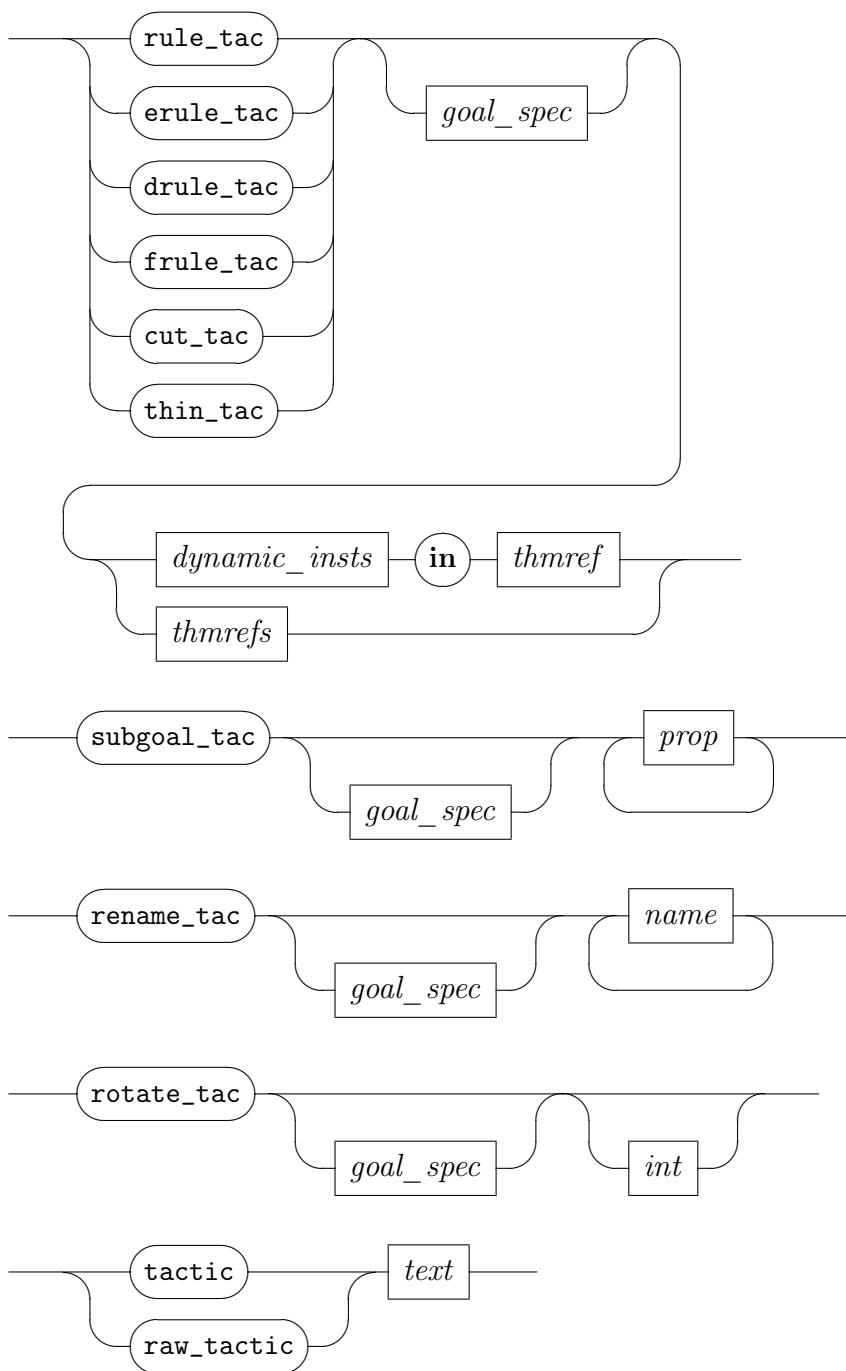 rule_tac
erule_tac goal_spec
drule_tac
frule_tac
cut_tac
thin_tac
dynamic_insts in thmref
thmrefs
subgoal_tac prop
goal_spec
rename_tac name
goal_spec
rotate_tac
goal_spec int
tactic text
raw_tactic